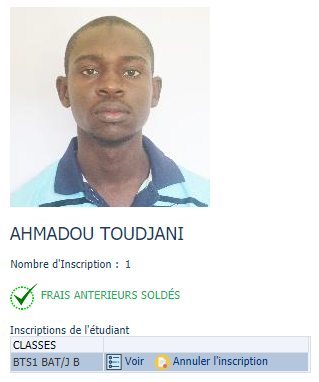 AHMADOU TOUDJANI
Nombre d'Inscription : 1
FRAIS ANTERIEURS SOLDÉS
Inscriptions de l'étudiant
CLASSES
BTS1 BAT/J B Voir Annuler l'inscription